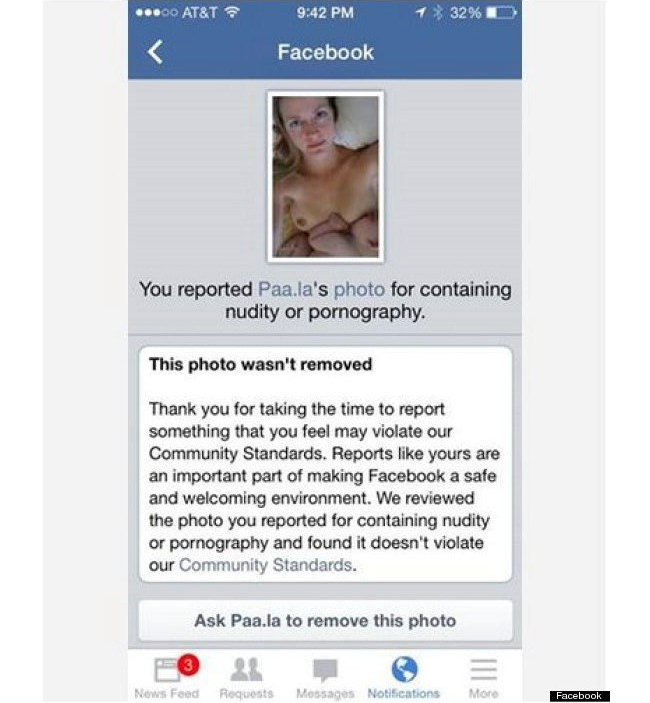 AT&T 9:42 PM 32%
Facebook
You reported Paa.la's photo for containing
nudity or pornography.
This photo wasn't removed
Thank you for taking the time to report
something that you feel may violate our
Community Standards. Reports like yours are
an important part of making Facebook a safe
and welcoming environment. We reviewed
the photo you reported for containing nudity
or pornography and found it doesn't violate
our Community Standards.
Ask Paa.la to remove this photo
3
News Feed Requests Messages Notifications More
Facebook